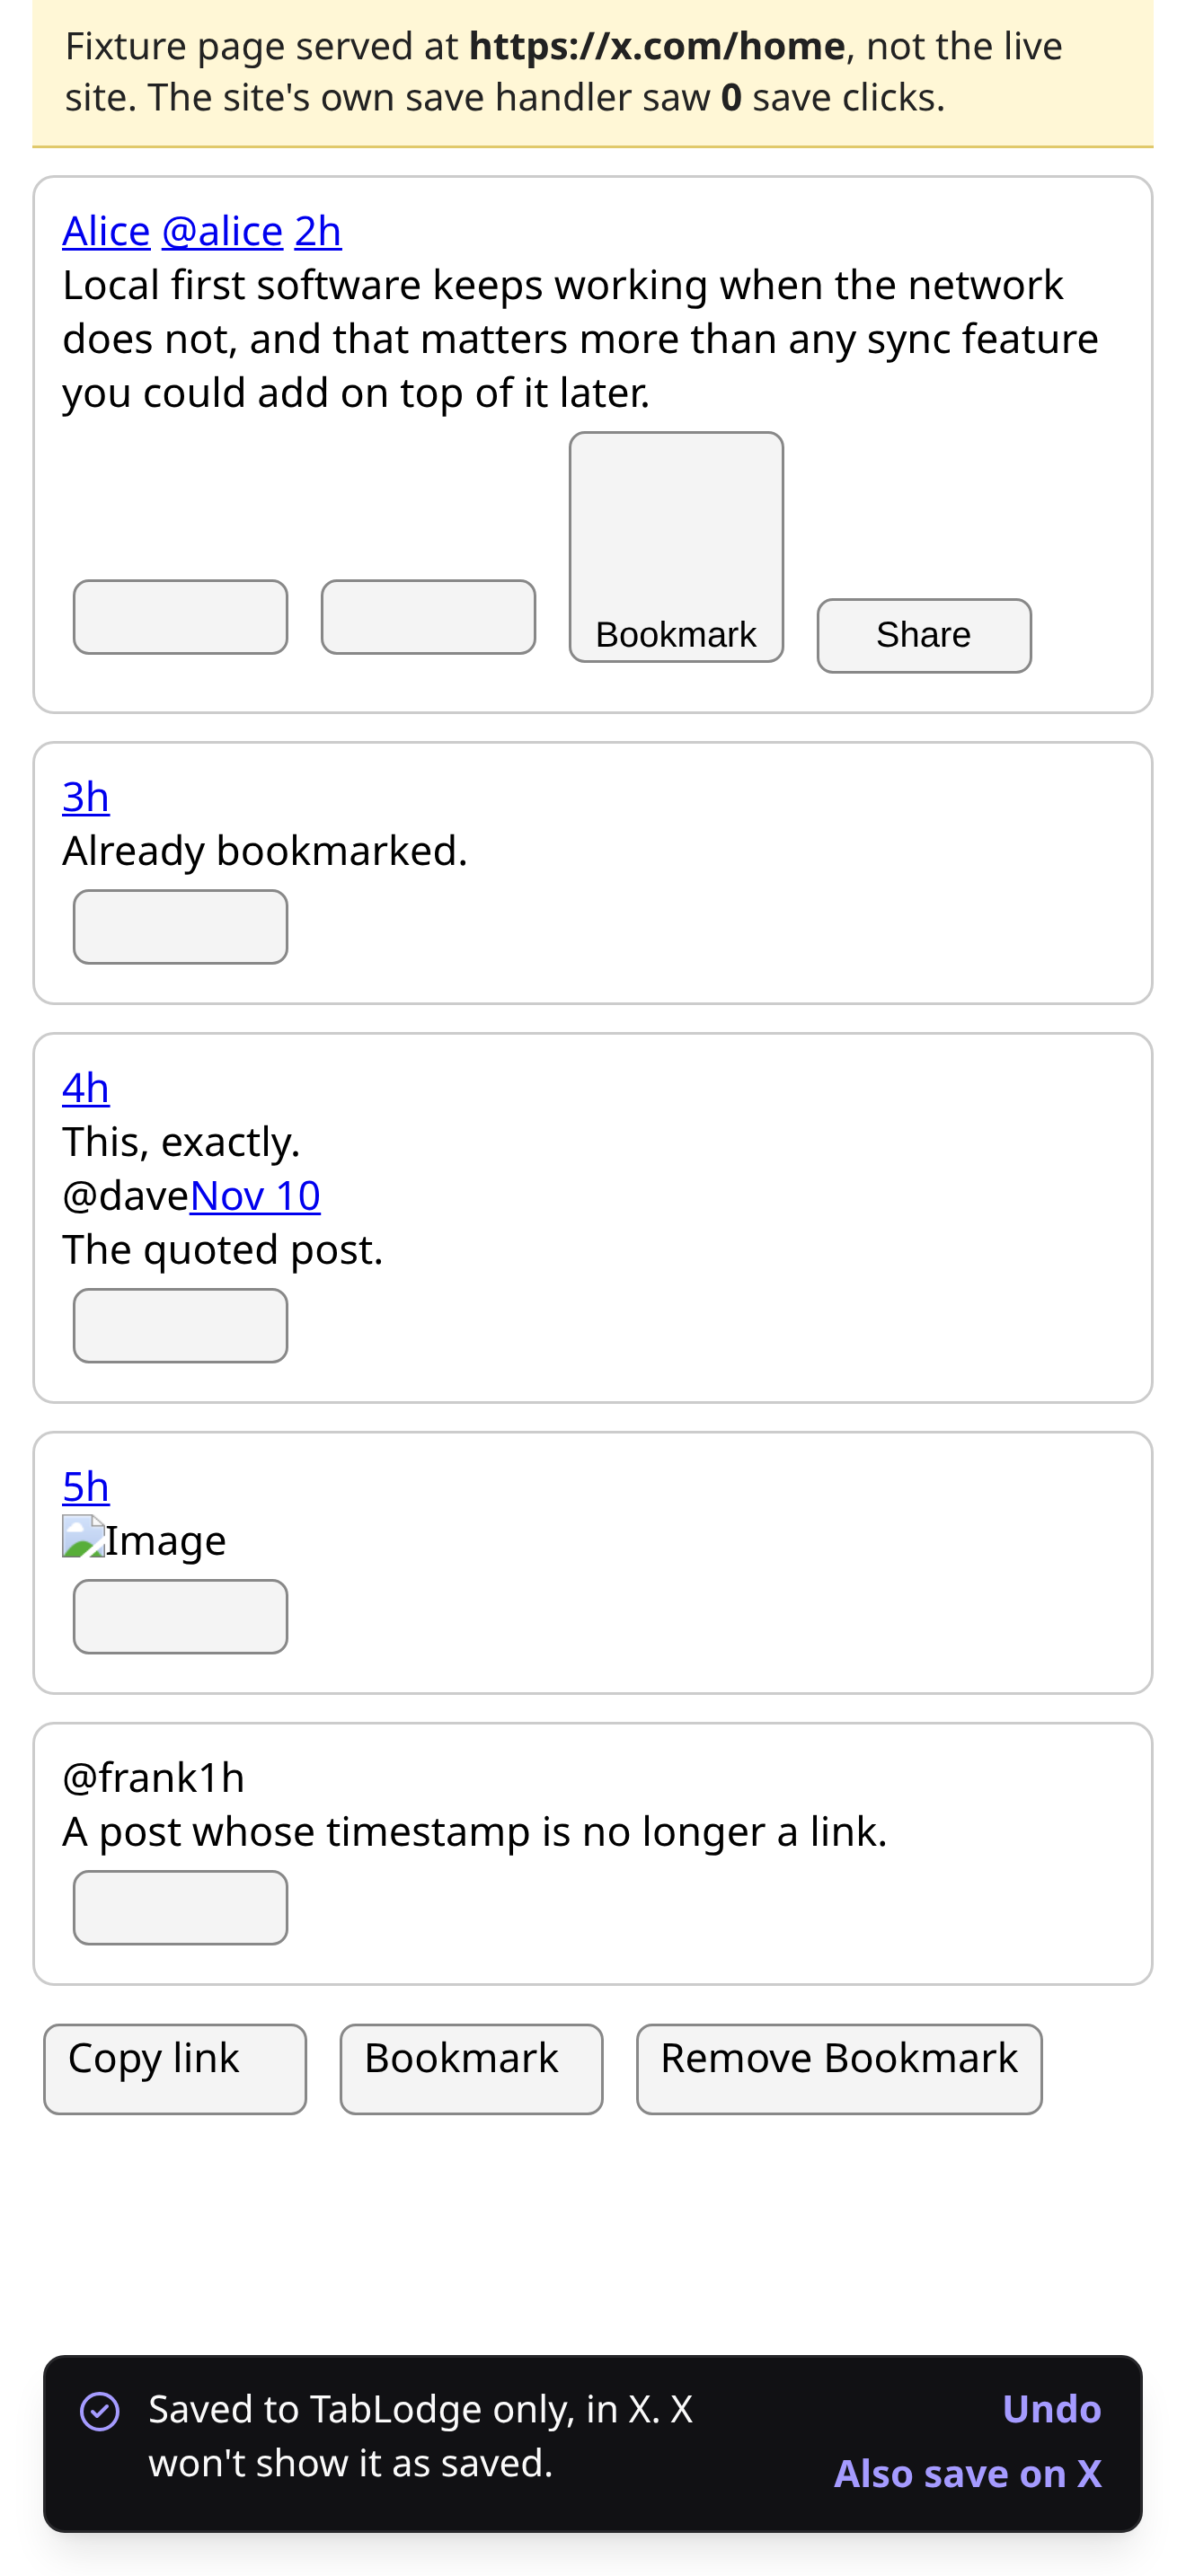 Fixture page served at https://x.com/home, not the live
site. The site's own save handler saw 0 save clicks.
Alice @alice 2h
Local first software keeps working when the network
does not, and that matters more than any sync feature
you could add on top of it later.
Bookmark
Share
3h
Already bookmarked.
4h
This, exactly.
@daveNov 10
The quoted post.
5h
Image
@frank1h
A post whose timestamp is no longer a link.
Copy link
Bookmark
Remove Bookmark
Saved to TabLodge only, in X. X
won't show it as saved.
Undo
Also save on X